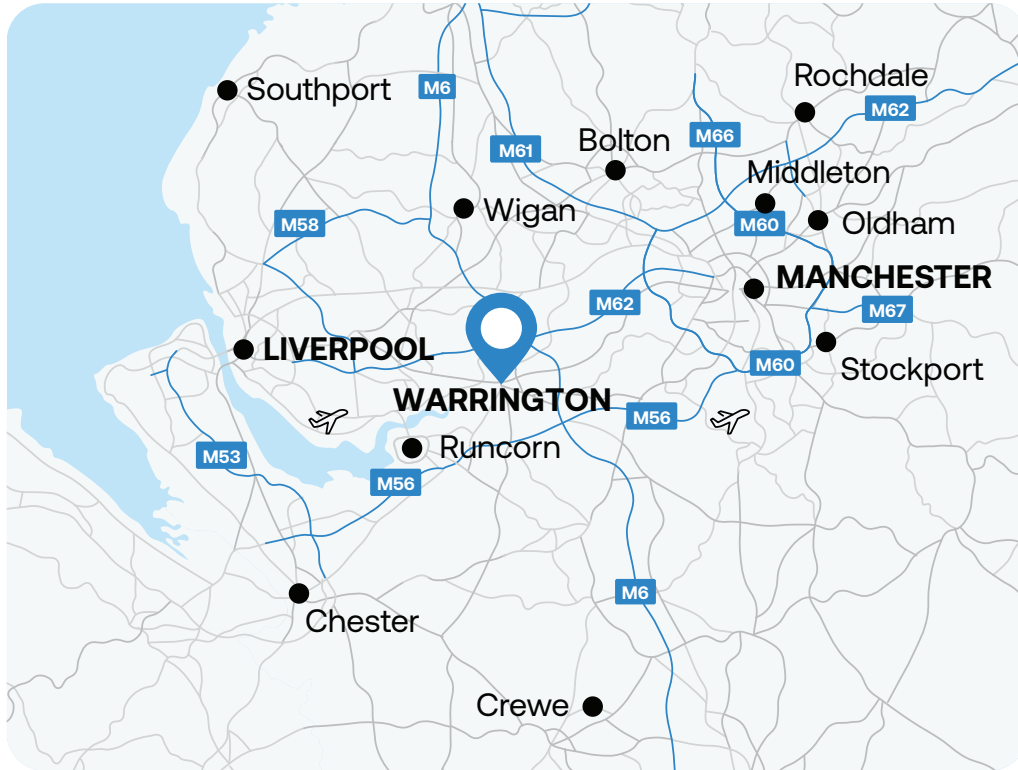 Rochdale
Southport
M6
M62
M66
Bolton
M61
Middleton
Wigan
M58
M60
Oldham
MANCHESTER
M62
M67
LIVERPOOL
M60
Stockport
WARRINGTON
M56
Runcorn
M53
M56
M6
Chester
Crewe